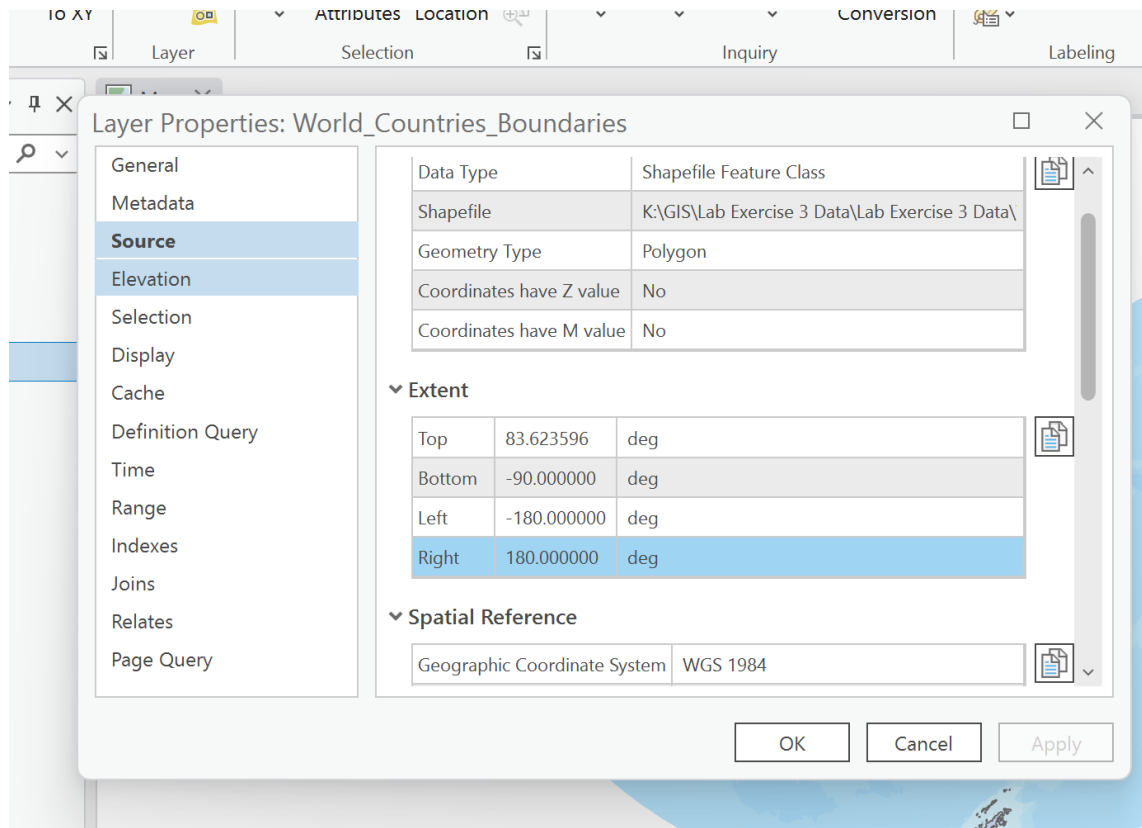 To XY
Attributes Location
Conversion
Layer
Selection
Inquiry
Labeling
Layer Properties: World_Countries_Boundaries
General
Metadata
Source
Elevation
Selection
Display
Cache
Definition Query
Time
Range
Indexes
Joins
Relates
Page Query
Data Type Shapefile Feature Class
Shapefile K:\GIS\Lab Exercise 3 Data\Lab Exercise 3 Data\
Geometry Type Polygon
Coordinates have Z value No
Coordinates have M value No
Extent
Top 83.623596 deg
Bottom -90.000000 deg
Left -180.000000 deg
Right 180.000000 deg
Spatial Reference
Geographic Coordinate System WGS 1984
OK
Cancel
Apply